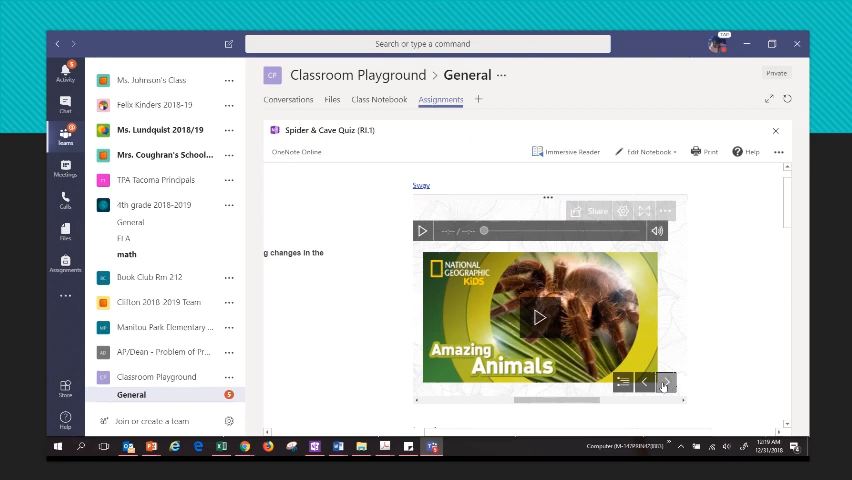 TAP
Search or type a command
Activity
Chat
Teams
Meetings
Calls
Files
Assignments
Store
Help
Ms. Johnson's Class
Felix Kinders 2018-19
Ms. Lundquist 2018/19
Mrs. Coughran's School...
TPA Tacoma Principals
4th grade 2018-2019
General
ELA
math
Book Club Rm 212
Clifton 2018-2019 Team
Manitou Park Elementary ...
AP/Dean - Problem of Pr...
Classroom Playground
General 5
Join or create a team
CP Classroom Playground > General ...
Private
Conversations Files Class Notebook Assignments +
Spider & Cave Quiz (RI.1)
OneNote Online Immersive Reader Edit Notebook Print Help ...
Sway
Share
--:-- / --:--
g changes in the
NATIONAL
GEOGRAPHIC
KiDS
Amazing
Animals
12:19 AM
12/31/2018